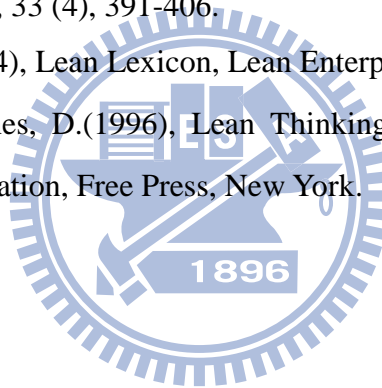 , 33 (4), 391-406.
4), Lean Lexicon, Lean Enterp
es, D.(1996), Lean Thinking
ation, Free Press, New York.
E S A
1896